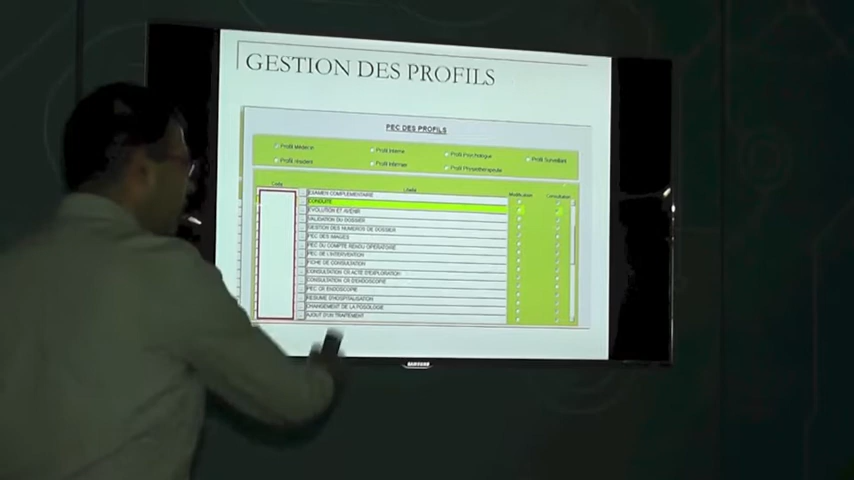 GESTION DES PROFILS
PEC DES PROFILS
Profil Médecin
Profil Interne
Profil Psychologue
Profil Surveillant
Profil résident
Profil Infirmier
Profil Physiothérapeute
Code
Libellé
Modification
Consultation
EXAMEN COMPLEMENTAIRE
CONDUITE
EVOLUTION ET AVENIR
VALIDATION DU DOSSIER
GESTION DES NUMEROS DE DOSSIER
PEC DES IMAGES
PEC DU COMPTE RENDU OPERATOIRE
PEC DE L'INTERVENTION
FICHE DE CONSULTATION
CONSULTATION CR ACTE D'EXPLORATION
CONSULTATION CR D'ENDOSCOPIE
PEC CR ENDOSCOPIE
RESUME D'HOSPITALISATION
CHANGEMENT DE LA POSOLOGIE
AJOUT D'UN TRAITEMENT
SAMSUNG